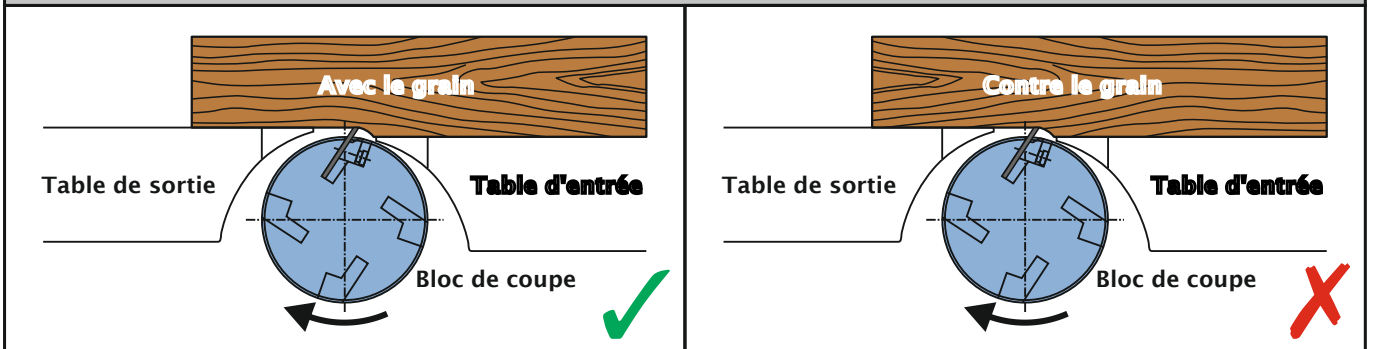 Avec le grain
Table de sortie
Table d'entrée
Bloc de coupe
Contre le grain
Table de sortie
Table d'entrée
Bloc de coupe